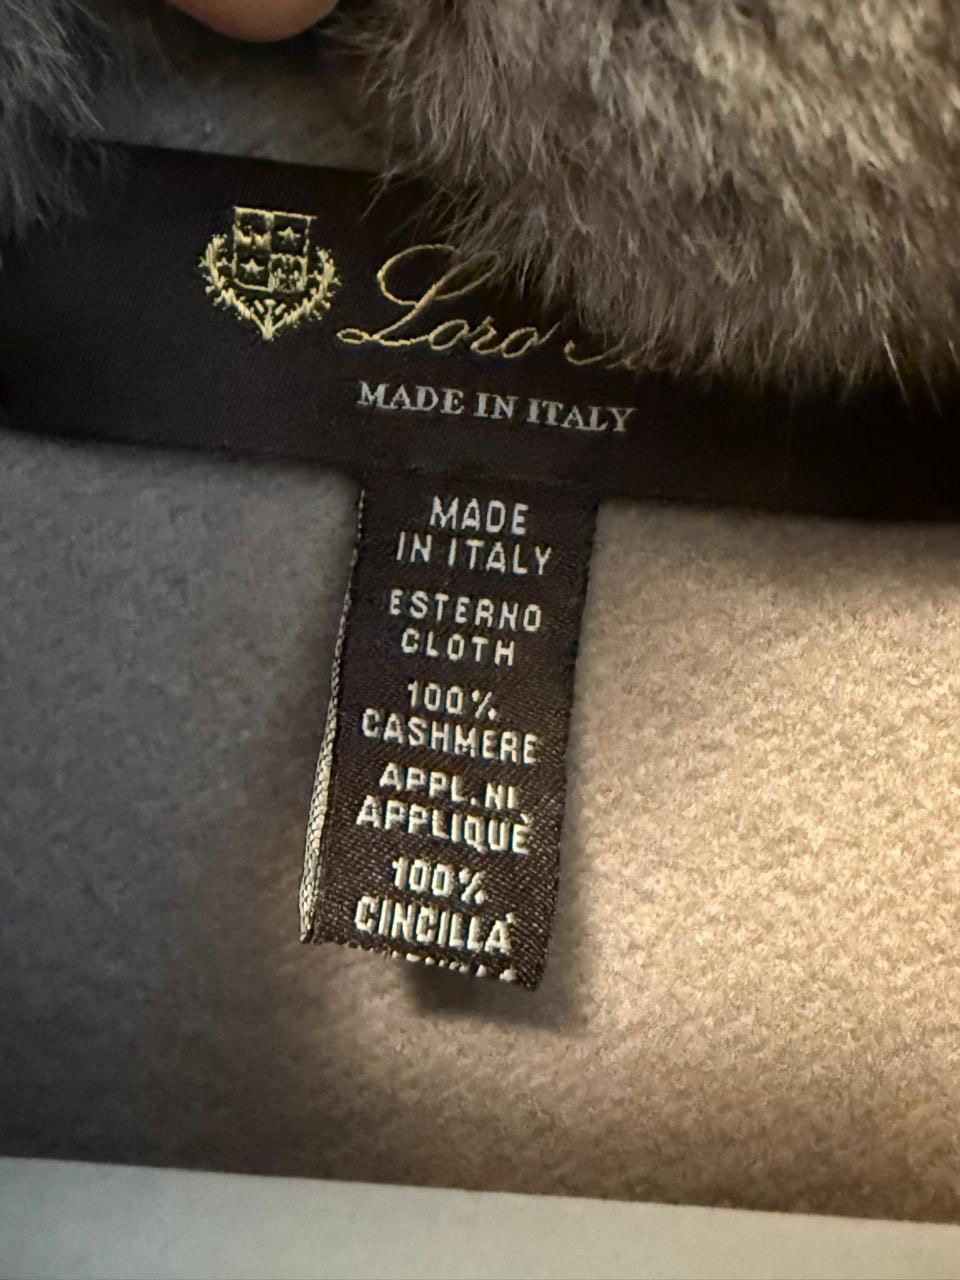 Loro
MADE IN ITALY
MADE
IN ITALY
ESTERNO
CLOTH
100%
CASHMERE
APPL.NI
APPLIQUÈ
100%
CINCILLÀ